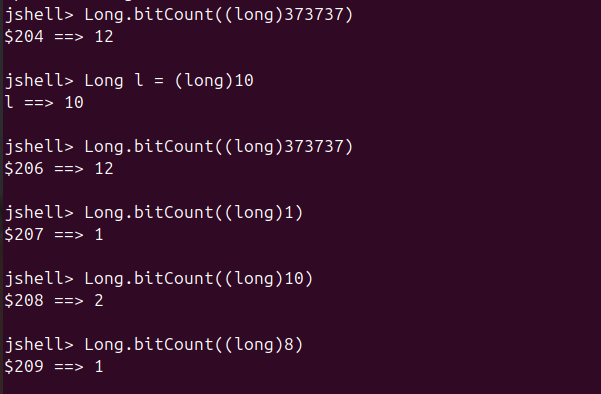 jshell> Long.bitCount((long)373737)
$204 ==> 12
jshell> Long l = (long)10
l ==> 10
jshell> Long.bitCount((long)373737)
$206 ==> 12
jshell> Long.bitCount((long)1)
$207 ==> 1
jshell> Long.bitCount((long)10)
$208 ==> 2
jshell> Long.bitCount((long)8)
$209 ==> 1